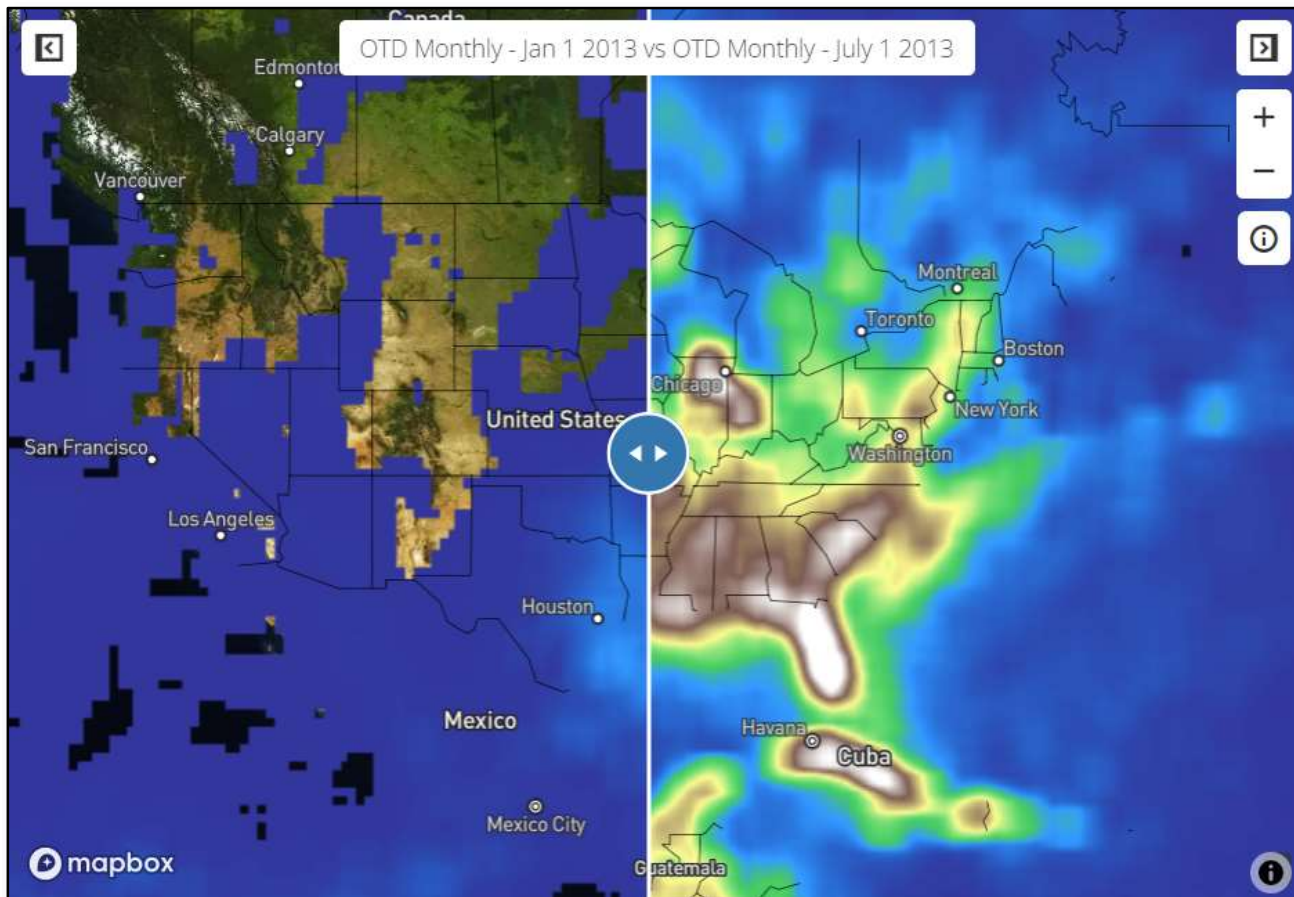 Canada
OTD Monthly - Jan 1 2013 vs OTD Monthly - July 1 2013
Edmonton
Calgary
Vancouver
Montreal
Toronto
Boston
Chicago
New York
United States
San Francisco
Washington
Los Angeles
Houston
Mexico
Havana
Cuba
Mexico City
mapbox
Guatemala